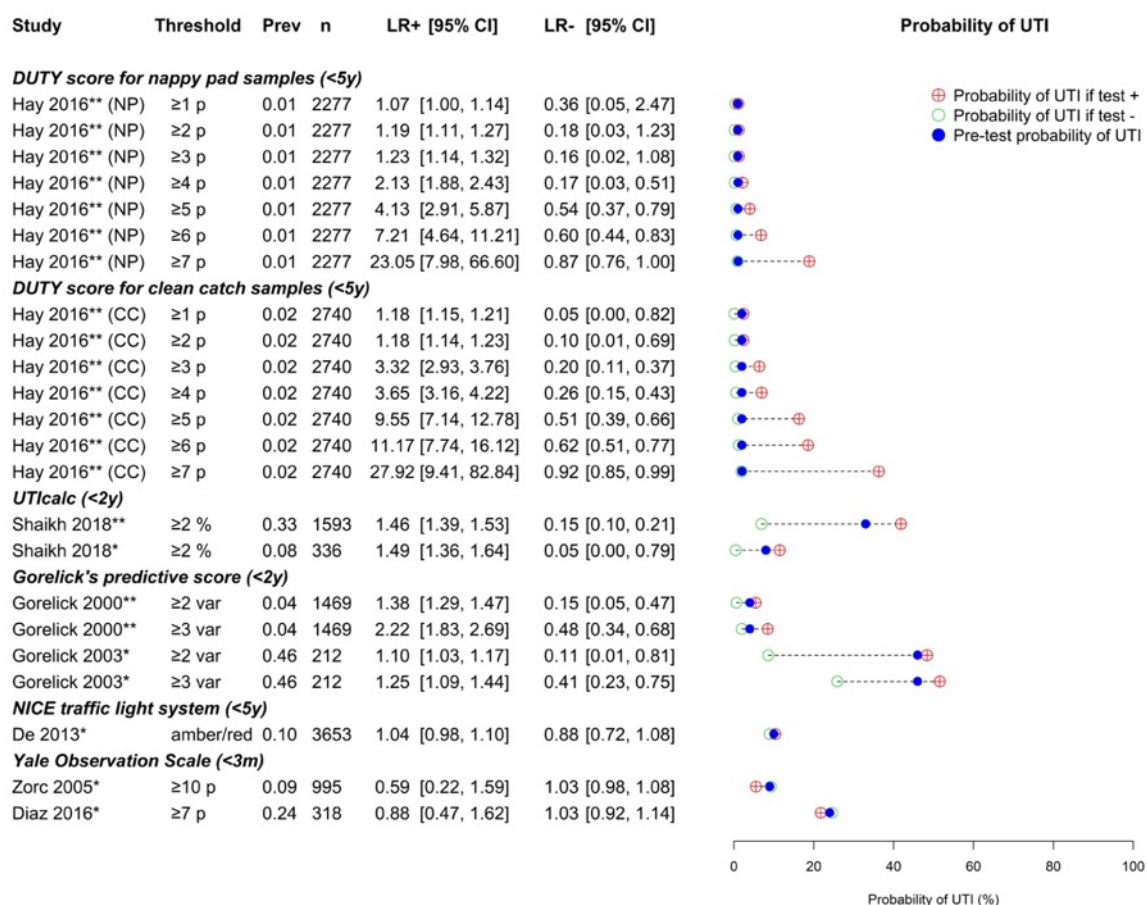 Study Threshold Prev n LR+ [95% CI] LR- [95% CI] Probability of UTI
DUTY score for nappy pad samples (<5y)
Probability of UTI if test +
Probability of UTI if test -
Pre-test probability of UTI
Hay 2016** (NP) ≥1 p 0.01 2277 1.07 [1.00, 1.14] 0.36 [0.05, 2.47]
Hay 2016** (NP) ≥2 p 0.01 2277 1.19 [1.11, 1.27] 0.18 [0.03, 1.23]
Hay 2016** (NP) ≥3 p 0.01 2277 1.23 [1.14, 1.32] 0.16 [0.02, 1.08]
Hay 2016** (NP) ≥4 p 0.01 2277 2.13 [1.88, 2.43] 0.17 [0.03, 0.51]
Hay 2016** (NP) ≥5 p 0.01 2277 4.13 [2.91, 5.87] 0.54 [0.37, 0.79]
Hay 2016** (NP) ≥6 p 0.01 2277 7.21 [4.64, 11.21] 0.60 [0.44, 0.83]
Hay 2016** (NP) ≥7 p 0.01 2277 23.05 [7.98, 66.60] 0.87 [0.76, 1.00]
DUTY score for clean catch samples (<5y)
Hay 2016** (CC) ≥1 p 0.02 2740 1.18 [1.15, 1.21] 0.05 [0.00, 0.82]
Hay 2016** (CC) ≥2 p 0.02 2740 1.18 [1.14, 1.23] 0.10 [0.01, 0.69]
Hay 2016** (CC) ≥3 p 0.02 2740 3.32 [2.93, 3.76] 0.20 [0.11, 0.37]
Hay 2016** (CC) ≥4 p 0.02 2740 3.65 [3.16, 4.22] 0.26 [0.15, 0.43]
Hay 2016** (CC) ≥5 p 0.02 2740 9.55 [7.14, 12.78] 0.51 [0.39, 0.66]
Hay 2016** (CC) ≥6 p 0.02 2740 11.17 [7.74, 16.12] 0.62 [0.51, 0.77]
Hay 2016** (CC) ≥7 p 0.02 2740 27.92 [9.41, 82.84] 0.92 [0.85, 0.99]
UTIcalc (<2y)
Shaikh 2018** ≥2 % 0.33 1593 1.46 [1.39, 1.53] 0.15 [0.10, 0.21]
Shaikh 2018* ≥2 % 0.08 336 1.49 [1.36, 1.64] 0.05 [0.00, 0.79]
Gorelick's predictive score (<2y)
Gorelick 2000** ≥2 var 0.04 1469 1.38 [1.29, 1.47] 0.15 [0.05, 0.47]
Gorelick 2000** ≥3 var 0.04 1469 2.22 [1.83, 2.69] 0.48 [0.34, 0.68]
Gorelick 2003* ≥2 var 0.46 212 1.10 [1.03, 1.17] 0.11 [0.01, 0.81]
Gorelick 2003* ≥3 var 0.46 212 1.25 [1.09, 1.44] 0.41 [0.23, 0.75]
NICE traffic light system (<5y)
De 2013* amber/red 0.10 3653 1.04 [0.98, 1.10] 0.88 [0.72, 1.08]
Yale Observation Scale (<3m)
Zorc 2005* ≥10 p 0.09 995 0.59 [0.22, 1.59] 1.03 [0.98, 1.08]
Diaz 2016* ≥7 p 0.24 318 0.88 [0.47, 1.62] 1.03 [0.92, 1.14]
0 20 40 60 80 100
Probability of UTI (%)